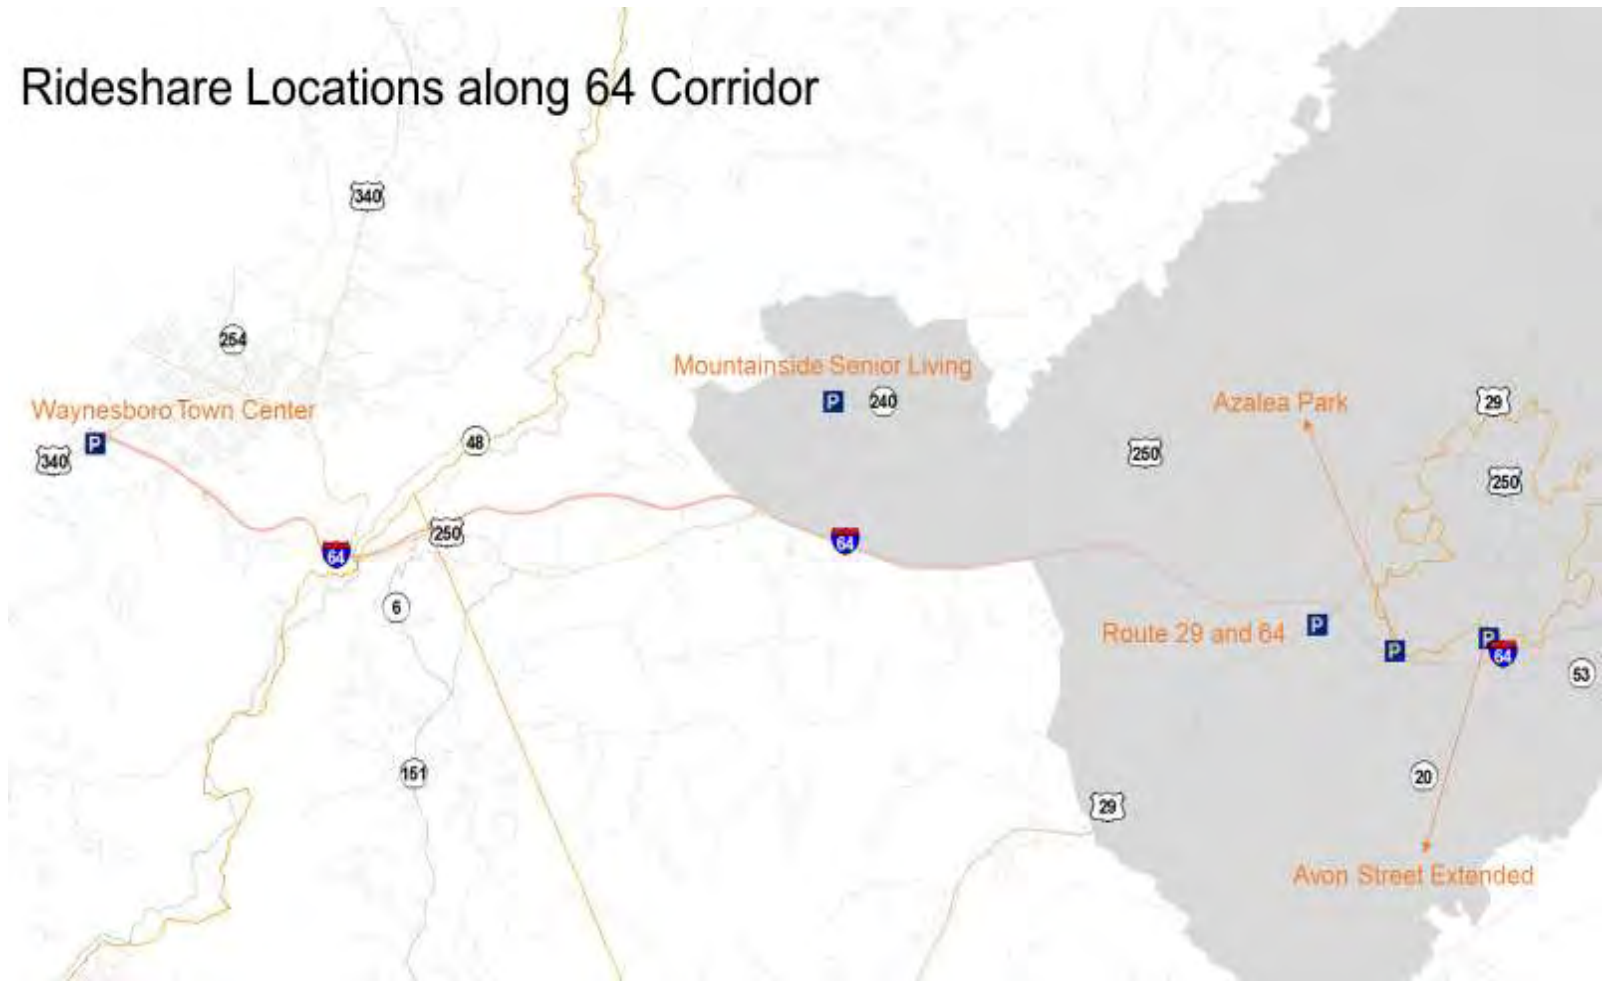 Rideshare Locations along 64 Corridor
340
254
Mountainside Senior Living
Waynesboro Town Center
P
240
Azalea Park
29
P
340
48
250
250
250
64
64
6
Route 29 and 64
P
P
P
64
53
151
20
29
Avon Street Extended